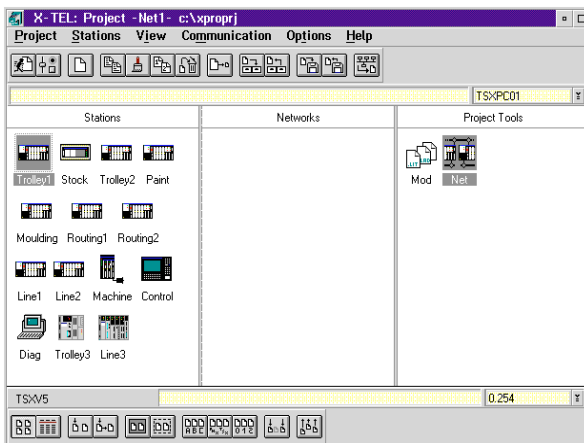 X-TEL: Project -Net1- c:\xproprj
Project Stations View Communication Options Help
TSXPC01
Stations Networks Project Tools
Trolley1 Stock Trolley2 Paint Mod Net
Moulding Routing1 Routing2
Line1 Line2 Machine Control
Diag Trolley3 Line3
TSXV5 0.254